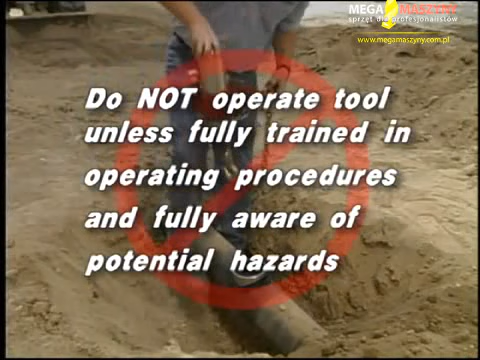 MEGA MASZYNY
sprzęt dla profesjonalistów
www.megamaszyny.com.pl
Do NOT operate tool
unless fully trained in
operating procedures
and fully aware of
potential hazards